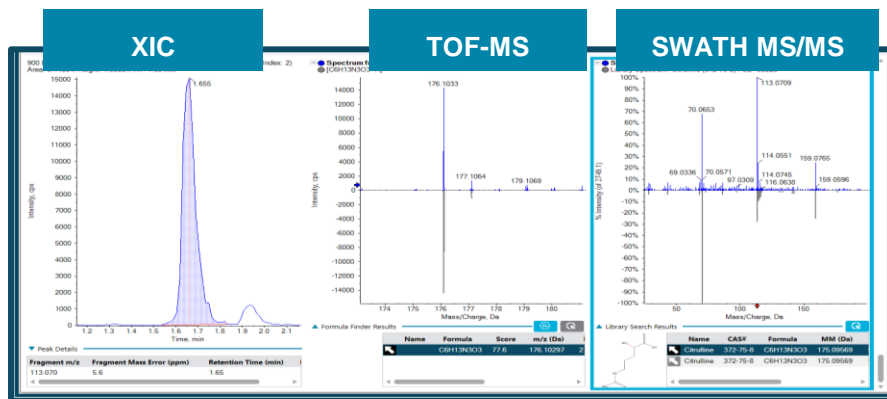 XIC
TOF-MS
SWATH MS/MS
900
Area
Index: 2)
15000
14000
13000
12000
11000
10000
9000
8000
7000
6000
5000
4000
3000
2000
1000
0
Intensity, cps
1.655
1.2 1.3 1.4 1.5 1.6 1.7 1.8 1.9 2.0 2.1
Time, min
Peak Details
Fragment m/z Fragment Mass Error (ppm) Retention Time (min)
113.070 5.6 1.65
Spectrum f
[C6H13N3O3
14000
12000
10000
8000
6000
4000
2000
0
-2000
-4000
-6000
-8000
-10000
-12000
-14000
Intensity, cps
176.1033
177.1064
179.1069
174 175 176 177 178 179 180
Mass/Charge, Da
Formula Finder Results
Name Formula Score m/z (Da)
C6H13N3O3 77.6 176.10297 2
100%
90%
80%
70%
60%
50%
40%
30%
20%
10%
0%
-10%
-20%
-30%
-40%
-50%
-60%
-70%
-80%
-90%
-100%
% Intensity (of 2749.1)
113.0709
70.0653
114.0551
159.0765
69.0336
70.0571
97.0309
114.0745
116.0638
159.0596
50 100 150
Mass/Charge, Da
Library Search Results
Name CAS# Formula MM (Da)
Citrulline 372-75-8 C6H13N3O3 175.09569
Citrulline 372-75-8 C6H13N3O3 175.09569